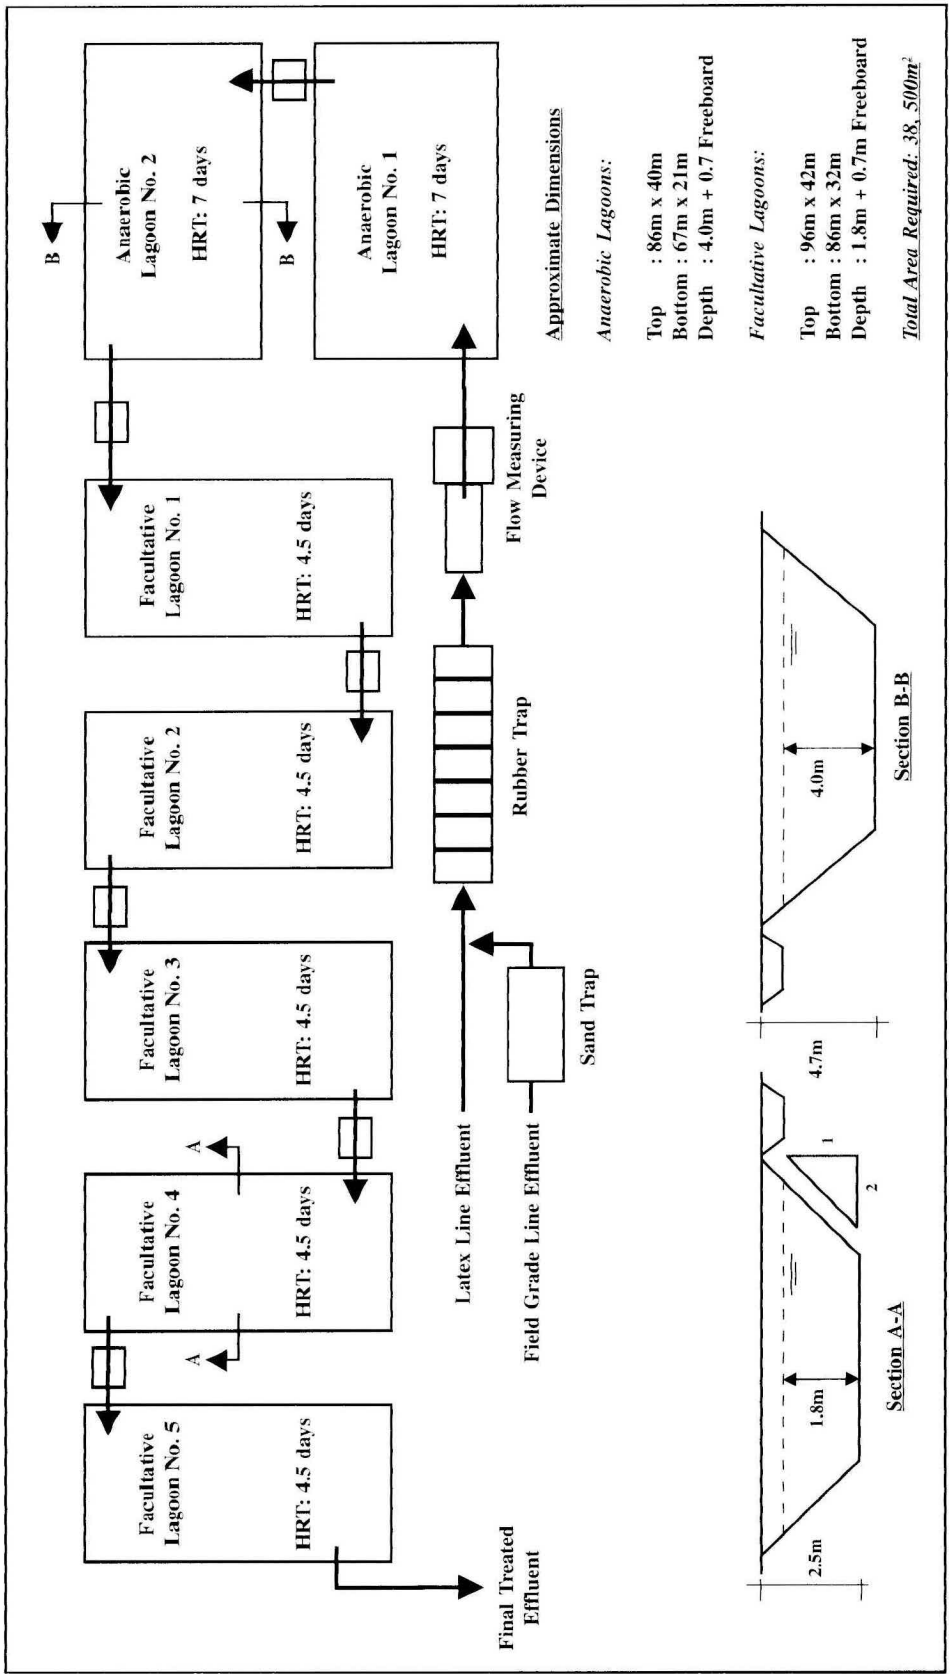 Facultative
Lagoon No. 5
HRT: 4.5 days
Facultative
Lagoon No. 4
HRT: 4.5 days
A
A
Facultative
Lagoon No. 3
HRT: 4.5 days
Facultative
Lagoon No. 2
HRT: 4.5 days
Facultative
Lagoon No. 1
HRT: 4.5 days
B
B
Anaerobic
Lagoon No. 2
HRT: 7 days
Anaerobic
Lagoon No. 1
HRT: 7 days
Final Treated
Effluent
Latex Line Effluent
Field Grade Line Effluent
Sand Trap
Rubber Trap
Flow Measuring
Device
Approximate Dimensions
Anaerobic Lagoons:
Top : 86m x 40m
Bottom : 67m x 21m
Depth : 4.0m + 0.7 Freeboard
Facultative Lagoons:
Top : 96m x 42m
Bottom : 86m x 32m
Depth : 1.8m + 0.7m Freeboard
Total Area Required: 38, 500m²
2.5m
1.8m
1
2
Section A-A
4.7m
4.0m
Section B-B